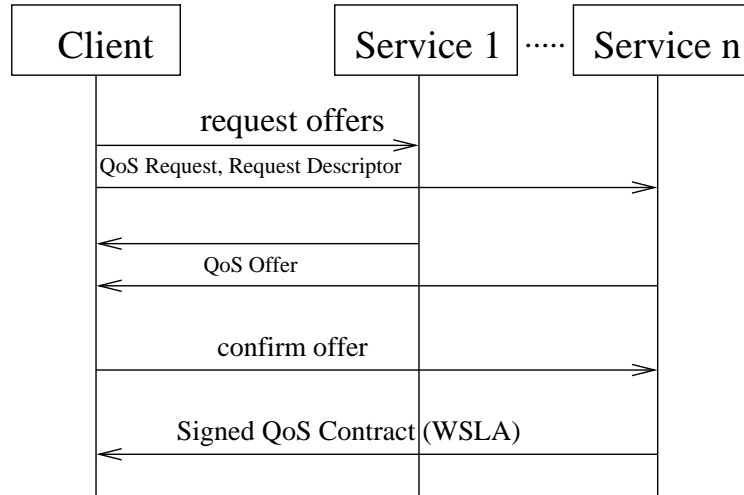 Client
Service 1
.....
Service n
request offers
QoS Request, Request Descriptor
QoS Offer
confirm offer
Signed QoS Contract (WSLA)